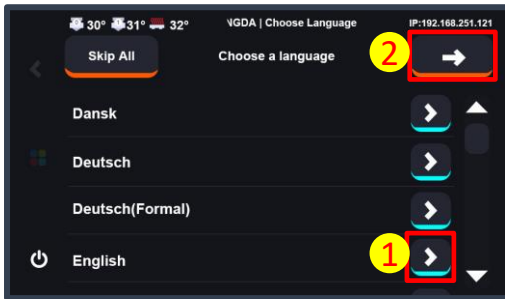 30° 31° 32° NGDA | Choose Language IP:192.168.251.121
Skip All Choose a language 2
Dansk
Deutsch
Deutsch(Formal)
1
English